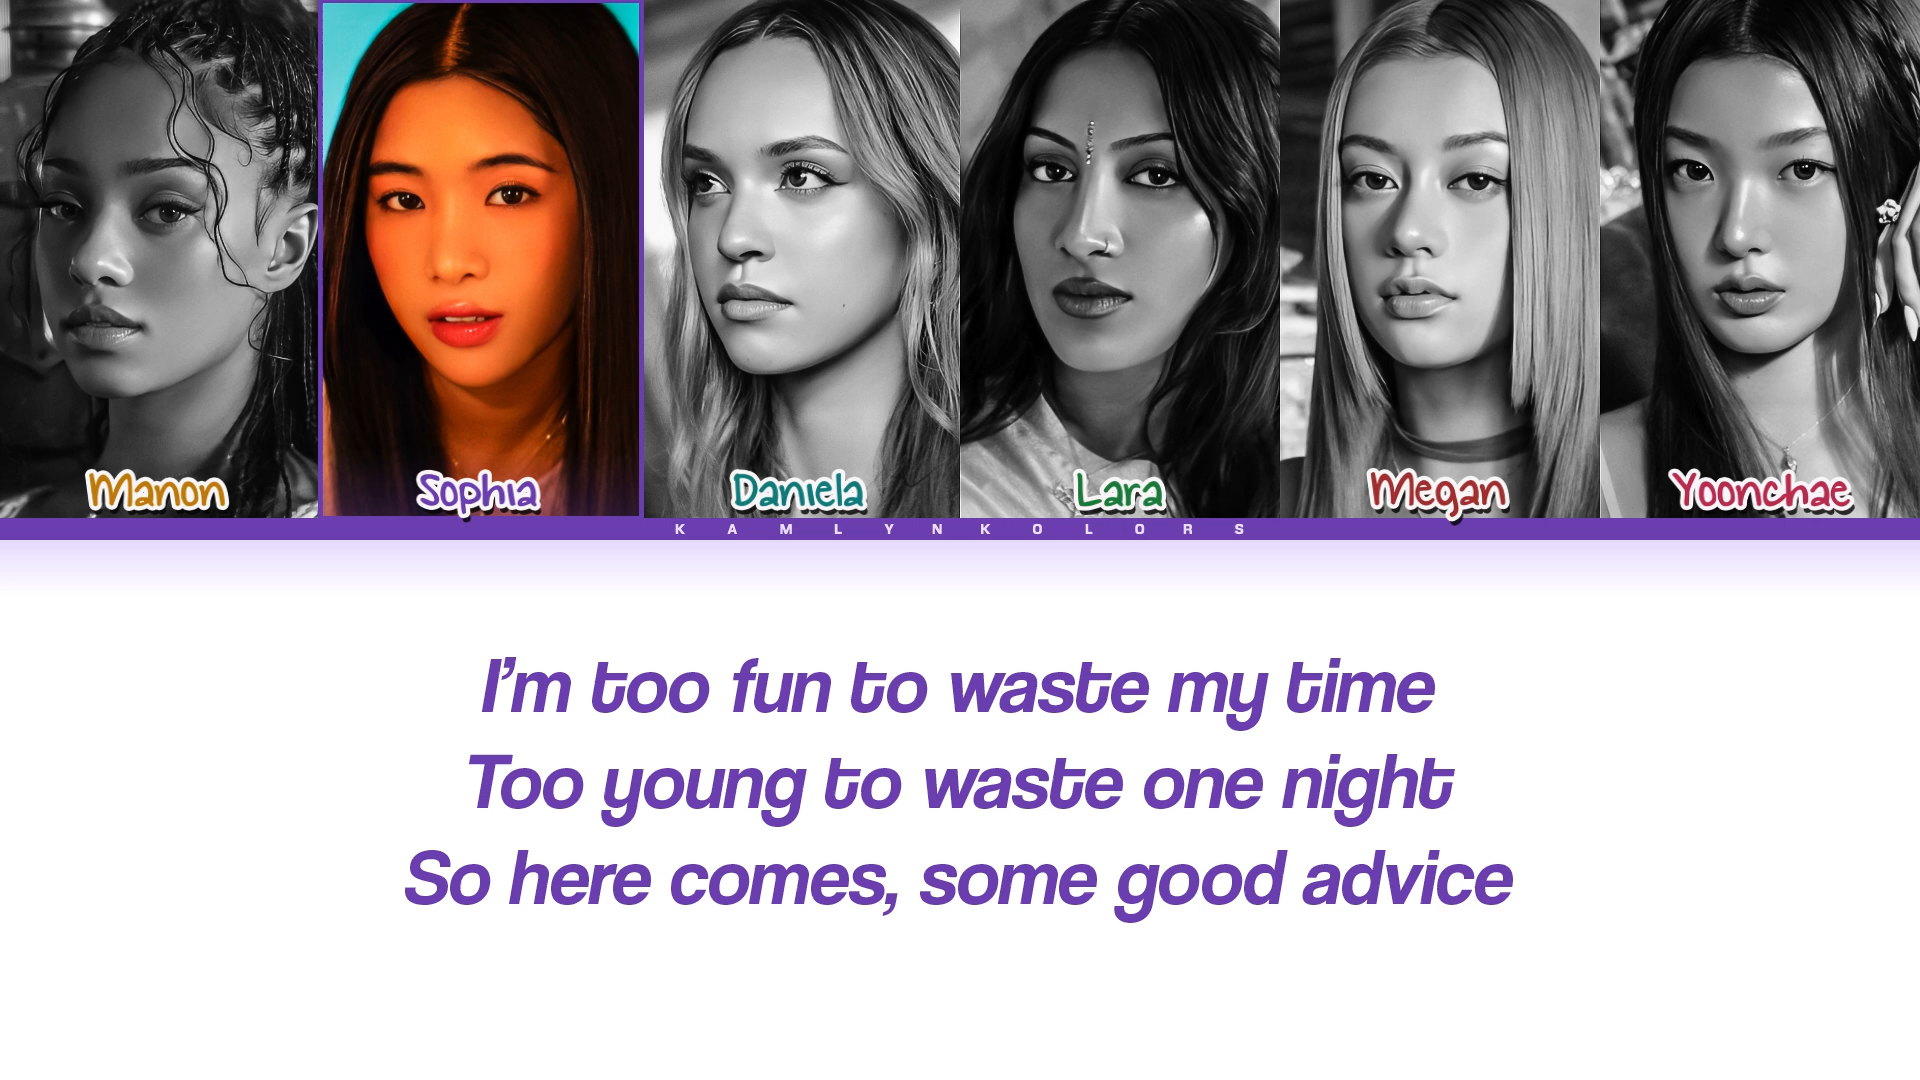 Manon
Sophia
Daniela
Lara
Megan
Yoonchae
KAMLYNKOLORS
I'm too fun to waste my time
Too young to waste one night
So here comes, some good advice